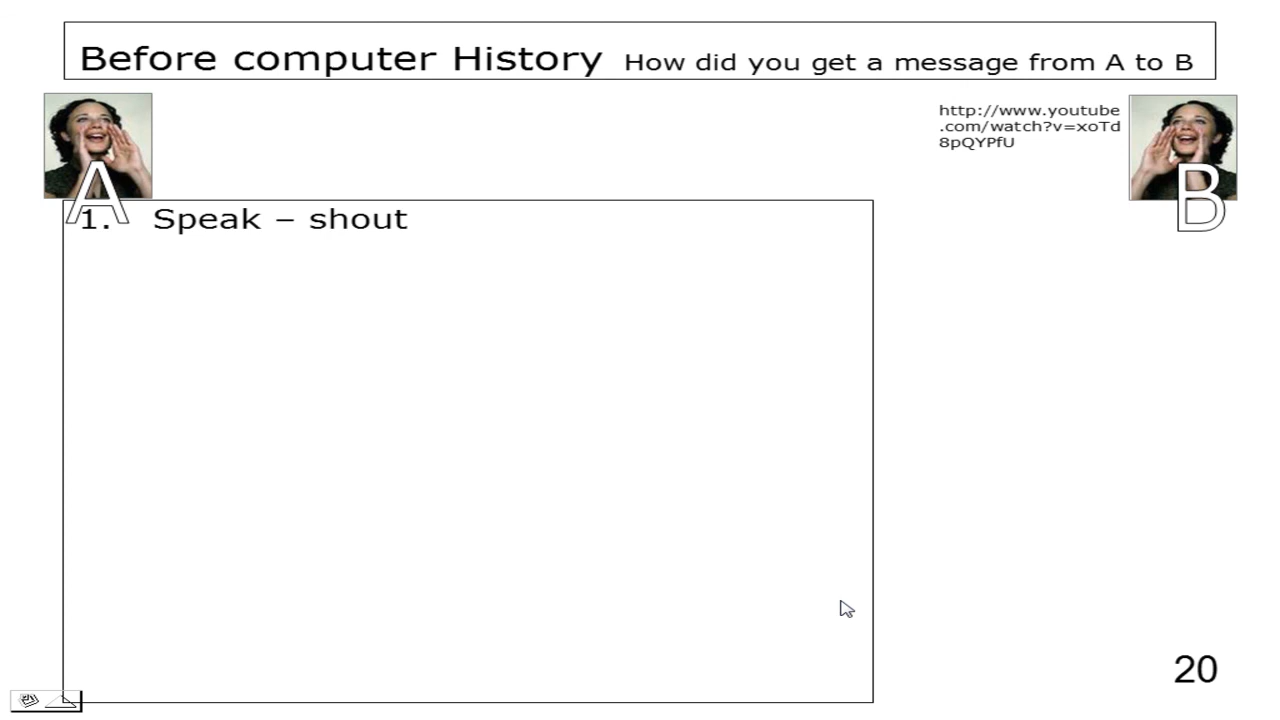 Before computer History How did you get a message from A to B
http://www.youtube
.com/watch?v=xoTd
8pQYPfU
A
B
1. Speak – shout
20